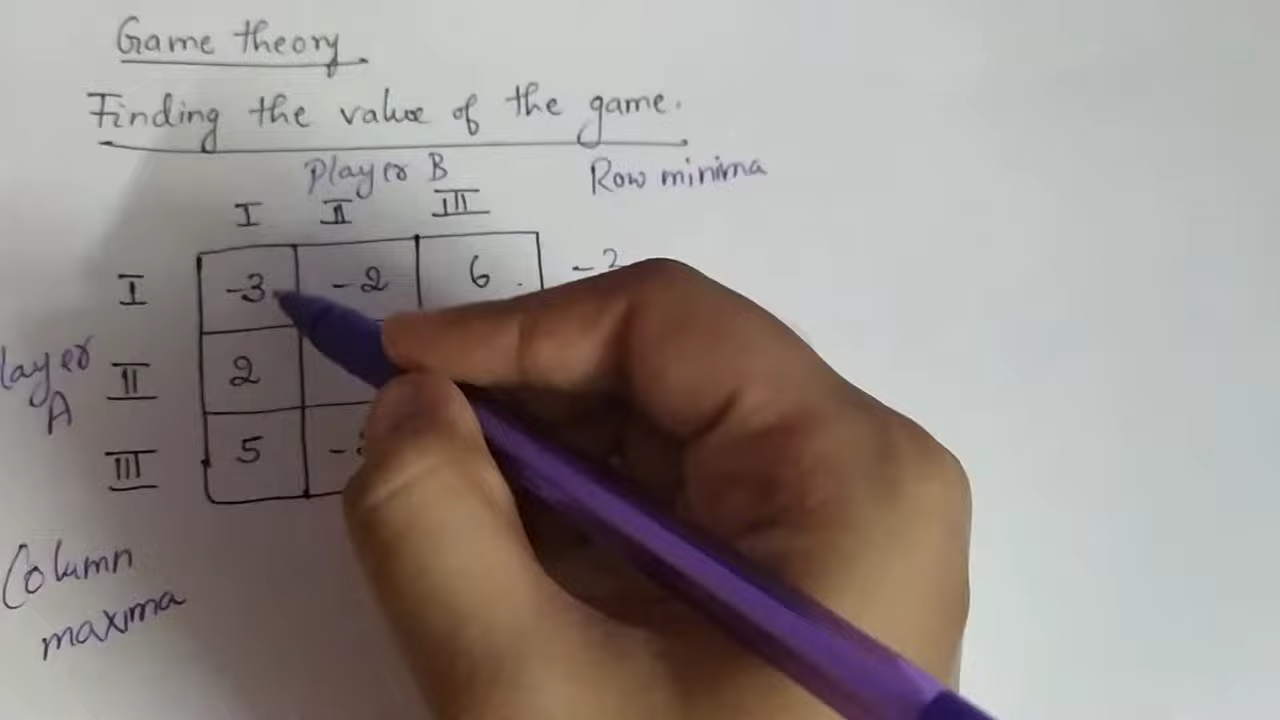 Game theory
Finding the value of the game.
Player B
Row minima
I II III
I -3 -2 6
II 2
III 5
layer
A
Column
maxima